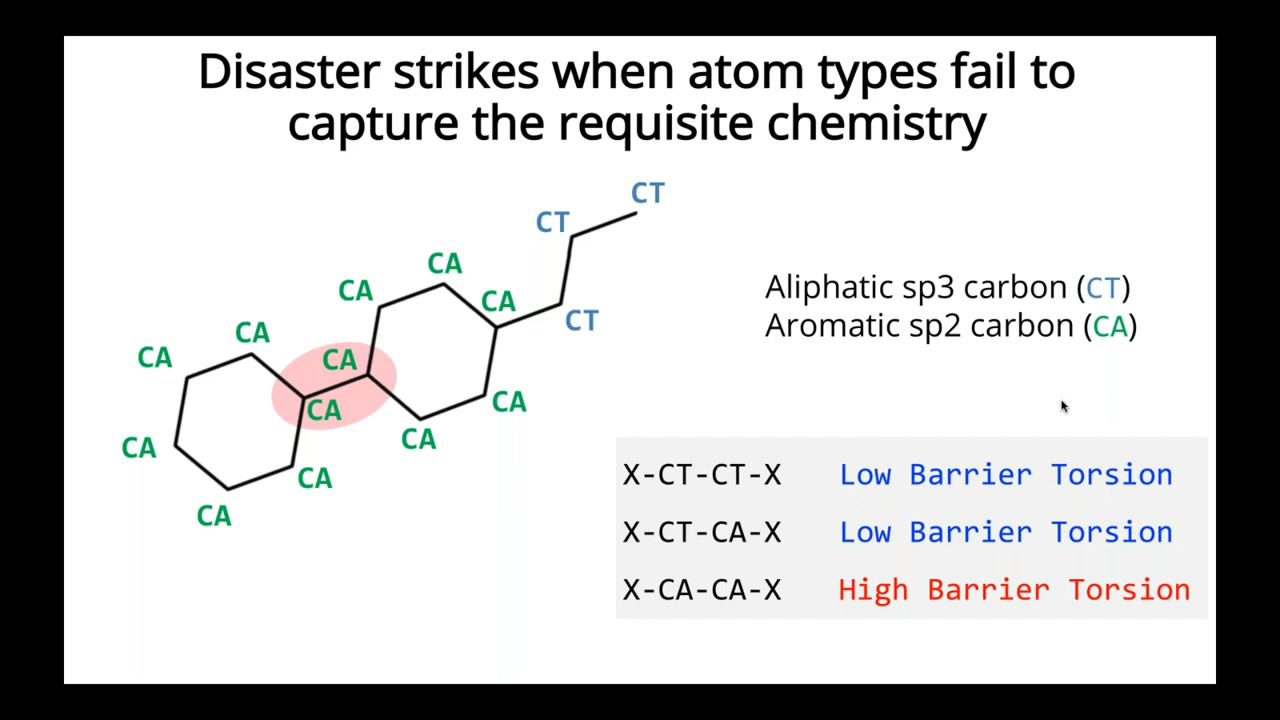 Disaster strikes when atom types fail to
capture the requisite chemistry
CT
CT
CA
CA
CA
CT
CA
CA
CA
CA
CA
CA
CA
CA
CA
Aliphatic sp3 carbon (CT)
Aromatic sp2 carbon (CA)
X-CT-CT-X Low Barrier Torsion
X-CT-CA-X Low Barrier Torsion
X-CA-CA-X High Barrier Torsion